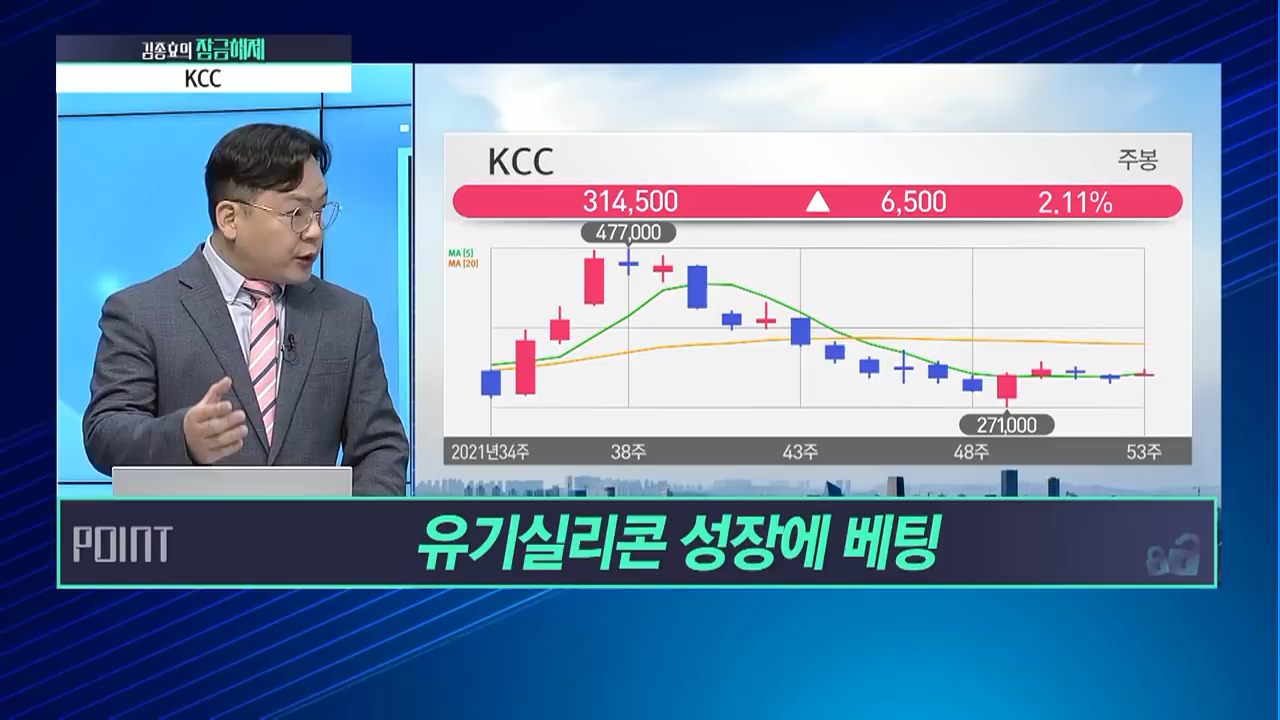 김종효의 잠금해제
KCC
KCC
주봉
314,500 ▲ 6,500 2.11%
477,000
MA [5]
MA [20]
271,000
2021년34주 38주 43주 48주 53주
POINT
유기실리콘 성장에 베팅